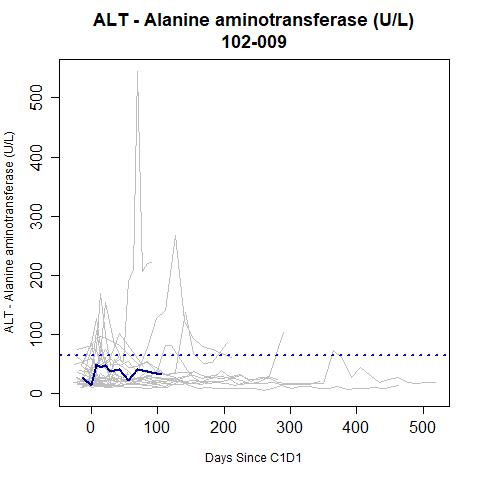 ALT - Alanine aminotransferase (U/L)
102-009
ALT - Alanine aminotransferase (U/L)
500
400
300
200
100
0
0 100 200 300 400 500
Days Since C1D1